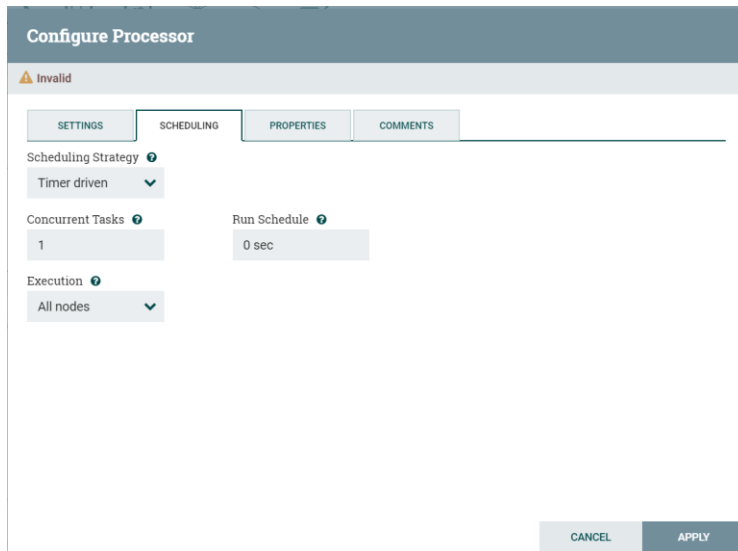 Configure Processor
Invalid
SETTINGS SCHEDULING PROPERTIES COMMENTS
Scheduling Strategy
Timer driven
Concurrent Tasks Run Schedule
1 0 sec
Execution
All nodes
CANCEL APPLY